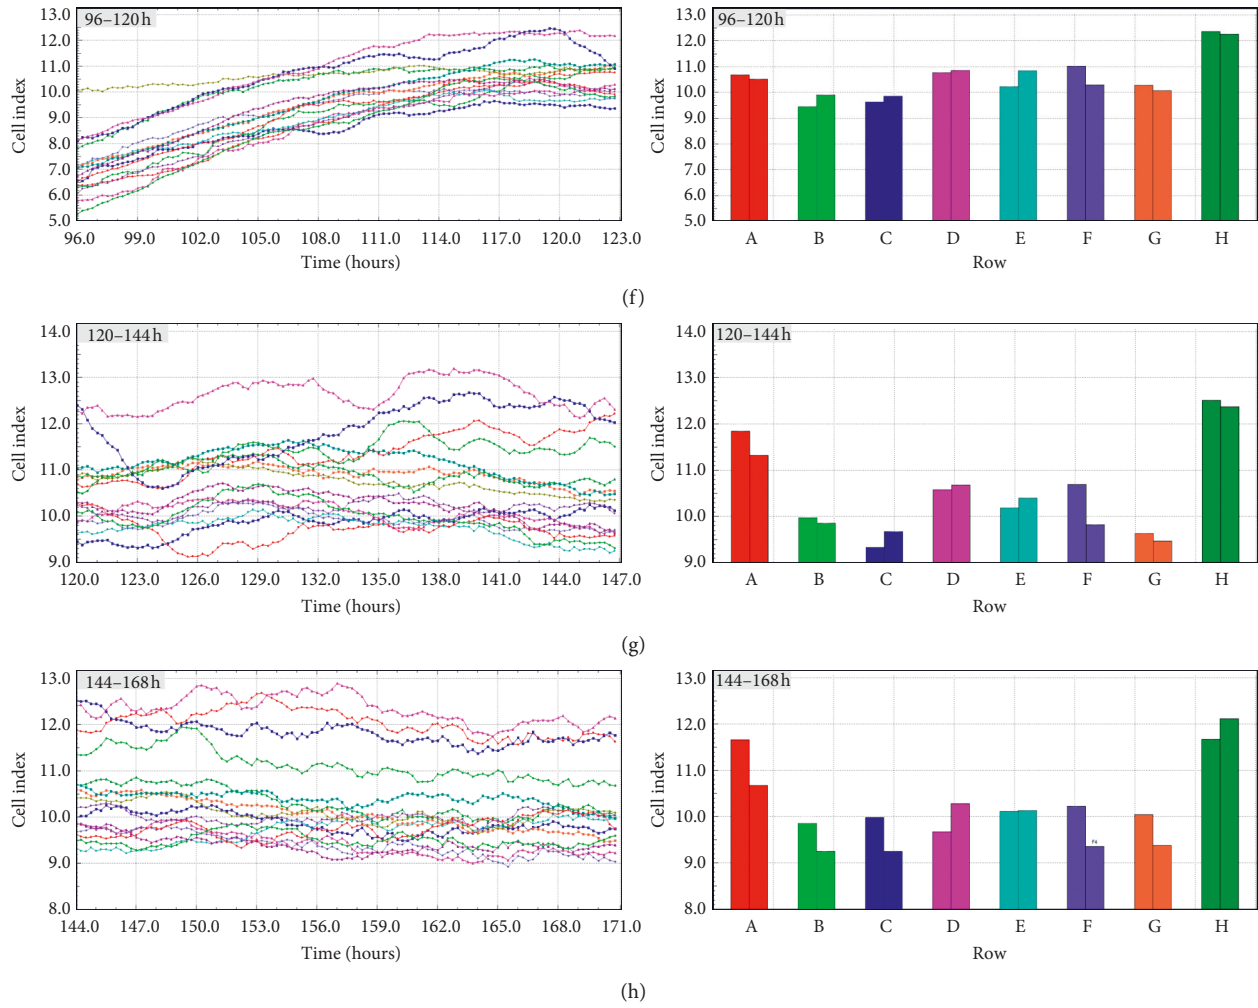 96–120 h
13.0
12.0
11.0
10.0
9.0
8.0
7.0
6.0
5.0
Cell index
96.0 99.0 102.0 105.0 108.0 111.0 114.0 117.0 120.0 123.0
Time (hours)
96–120 h
13.0
12.0
11.0
10.0
9.0
8.0
7.0
6.0
5.0
Cell index
A B C D E F G H
Row
(f)
120–144 h
14.0
13.0
12.0
11.0
10.0
9.0
Cell index
120.0 123.0 126.0 129.0 132.0 135.0 138.0 141.0 144.0 147.0
Time (hours)
120–144 h
14.0
13.0
12.0
11.0
10.0
9.0
Cell index
A B C D E F G H
Row
(g)
144–168 h
13.0
12.0
11.0
10.0
9.0
8.0
Cell index
144.0 147.0 150.0 153.0 156.0 159.0 162.0 165.0 168.0 171.0
Time (hours)
144–168 h
13.0
12.0
11.0
10.0
9.0
8.0
Cell index
A B C D E F G H
Row
(h)